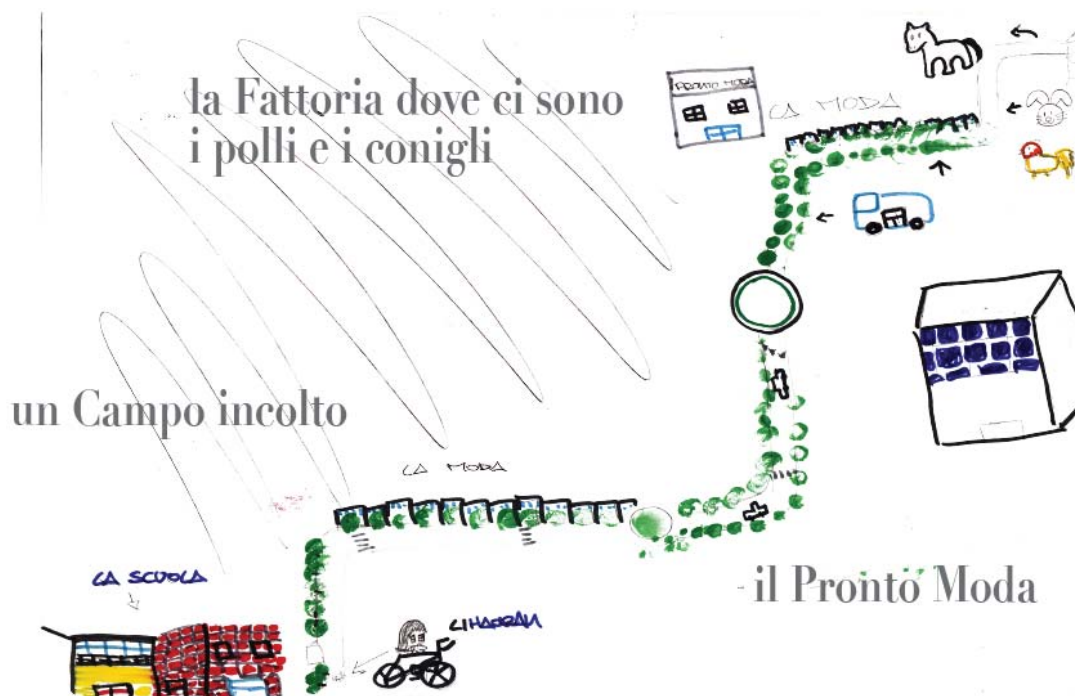 la Fattoria dove ci sono
i polli e i conigli
PRONTO MODA
LA MODA
un Campo incolto
LA MODA
LA SCUOLA
il Pronto Moda